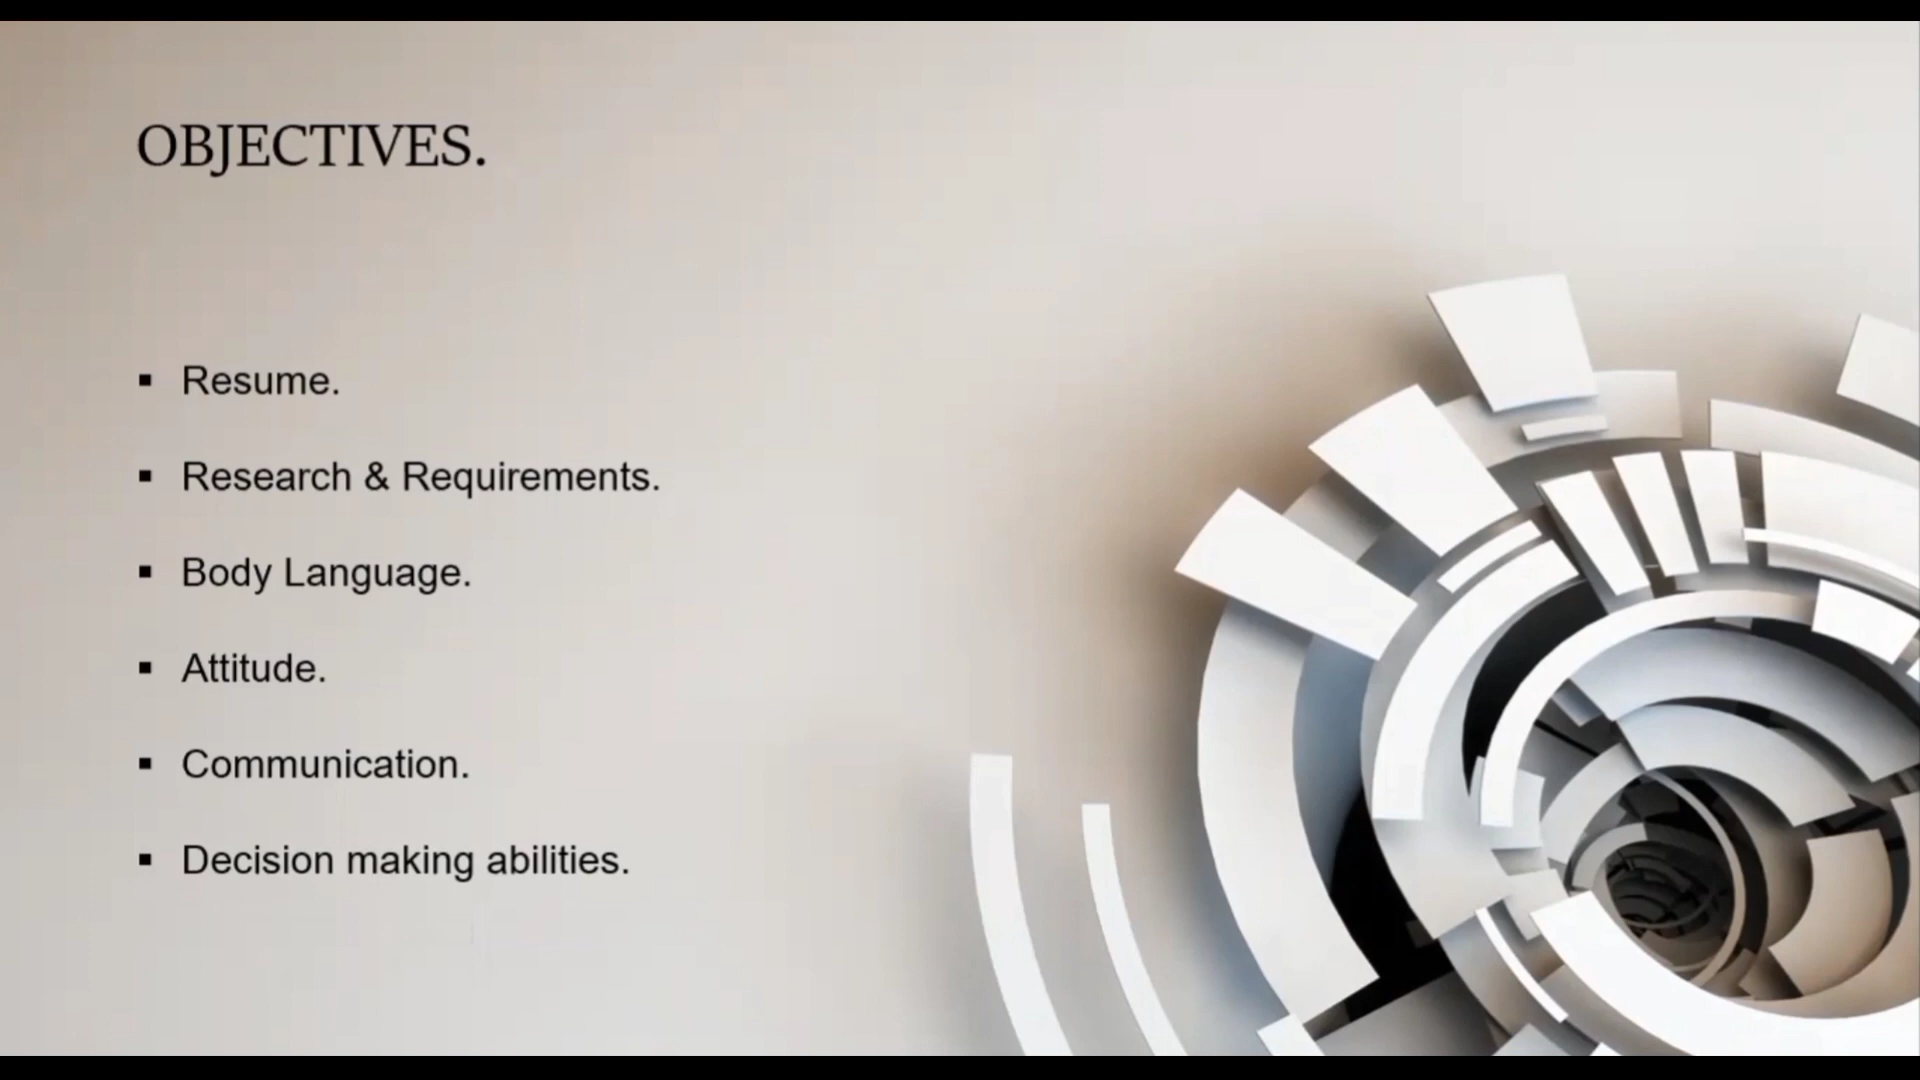 OBJECTIVES.
▪ Resume.
▪ Research & Requirements.
▪ Body Language.
▪ Attitude.
▪ Communication.
▪ Decision making abilities.